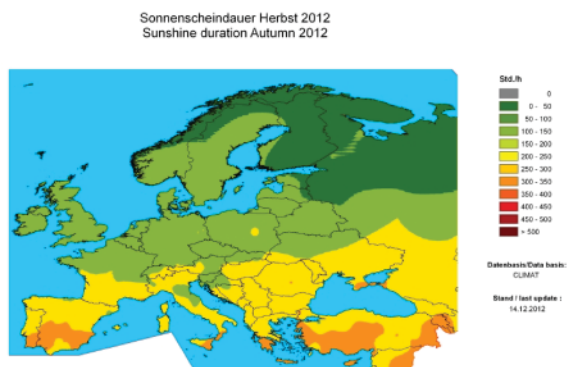 Sonnenscheindauer Herbst 2012
Sunshine duration Autumn 2012
Std./h
0
0 - 50
50 - 100
100 - 150
150 - 200
200 - 250
250 - 300
300 - 350
350 - 400
400 - 450
450 - 500
> 500
Datenbasis/Data basis:
CLIMAT
Stand / last update :
14.12.2012